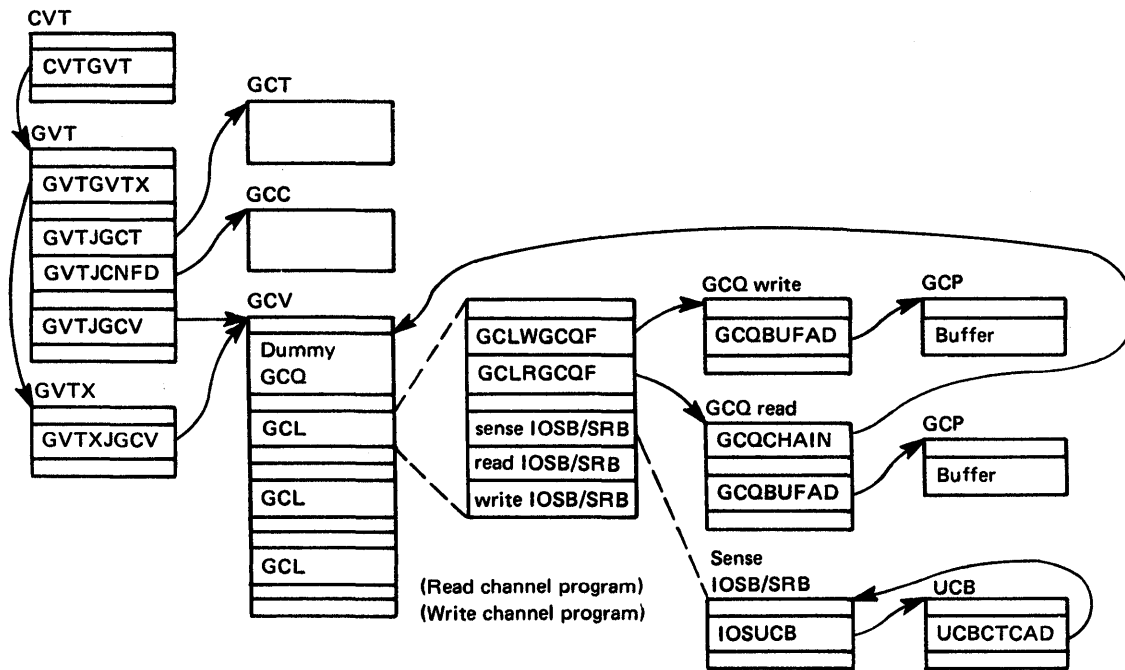 CVT
CVTGVT
GVT
GVTGVTX
GVTJGCT
GVTJCNFD
GVTJGCV
GVTX
GVTXJGCV
GCT
GCC
GCV
Dummy
GCQ
GCL
GCL
GCL
GCLWGCQF
GCLRGCQF
sense IOSB/SRB
read IOSB/SRB
write IOSB/SRB
(Read channel program)
(Write channel program)
GCQ write
GCQBUFAD
GCP
Buffer
GCQ read
GCQCHAIN
GCQBUFAD
GCP
Buffer
Sense
IOSB/SRB
IOSUCB
UCB
UCBCTCAD